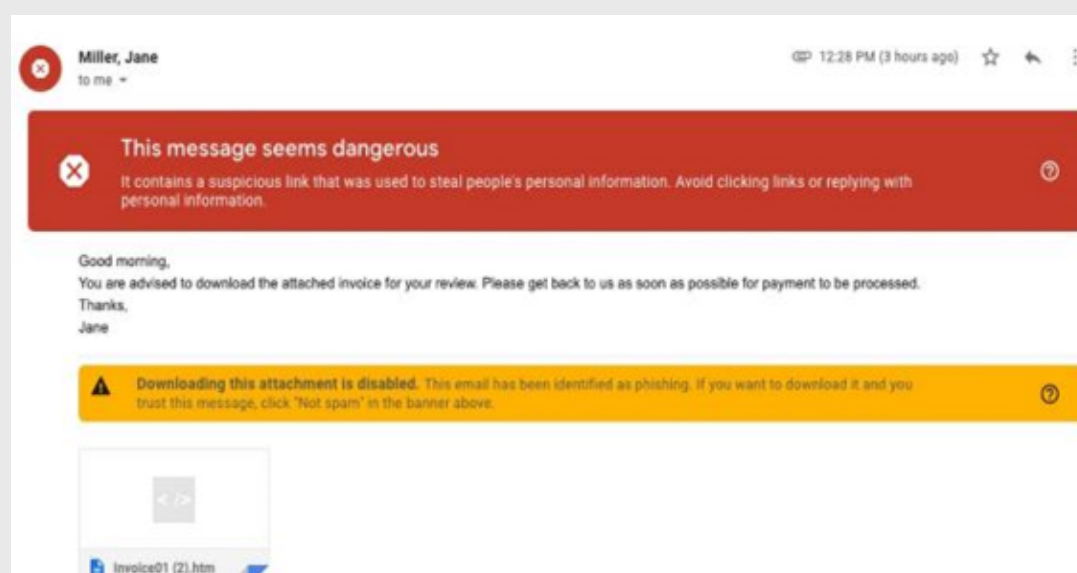 Miller, Jane
12:28 PM (3 hours ago)
to me
This message seems dangerous
It contains a suspicious link that was used to steal people's personal information. Avoid clicking links or replying with
personal information.
Good morning,
You are advised to download the attached invoice for your review. Please get back to us as soon as possible for payment to be processed.
Thanks,
Jane
Downloading this attachment is disabled. This email has been identified as phishing. If you want to download it and you
trust this message, click "Not spam" in the banner above.
</>
Invoice01 (2).htm